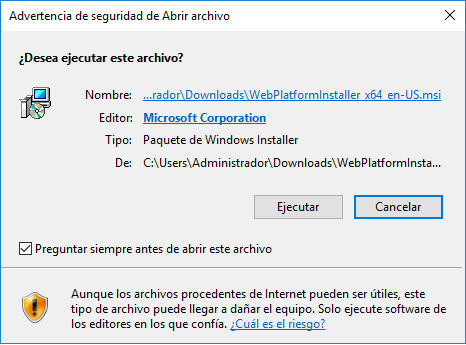 Advertencia de seguridad de Abrir archivo
¿Desea ejecutar este archivo?
Nombre: ...rador\Downloads\WebPlatformInstaller_x64_en-US.msi
Editor: Microsoft Corporation
Tipo: Paquete de Windows Installer
De: C:\Users\Administrador\Downloads\WebPlatformInsta...
Ejecutar Cancelar
Preguntar siempre antes de abrir este archivo
Aunque los archivos procedentes de Internet pueden ser útiles, este
tipo de archivo puede llegar a dañar el equipo. Solo ejecute software de
los editores en los que confía. ¿Cuál es el riesgo?